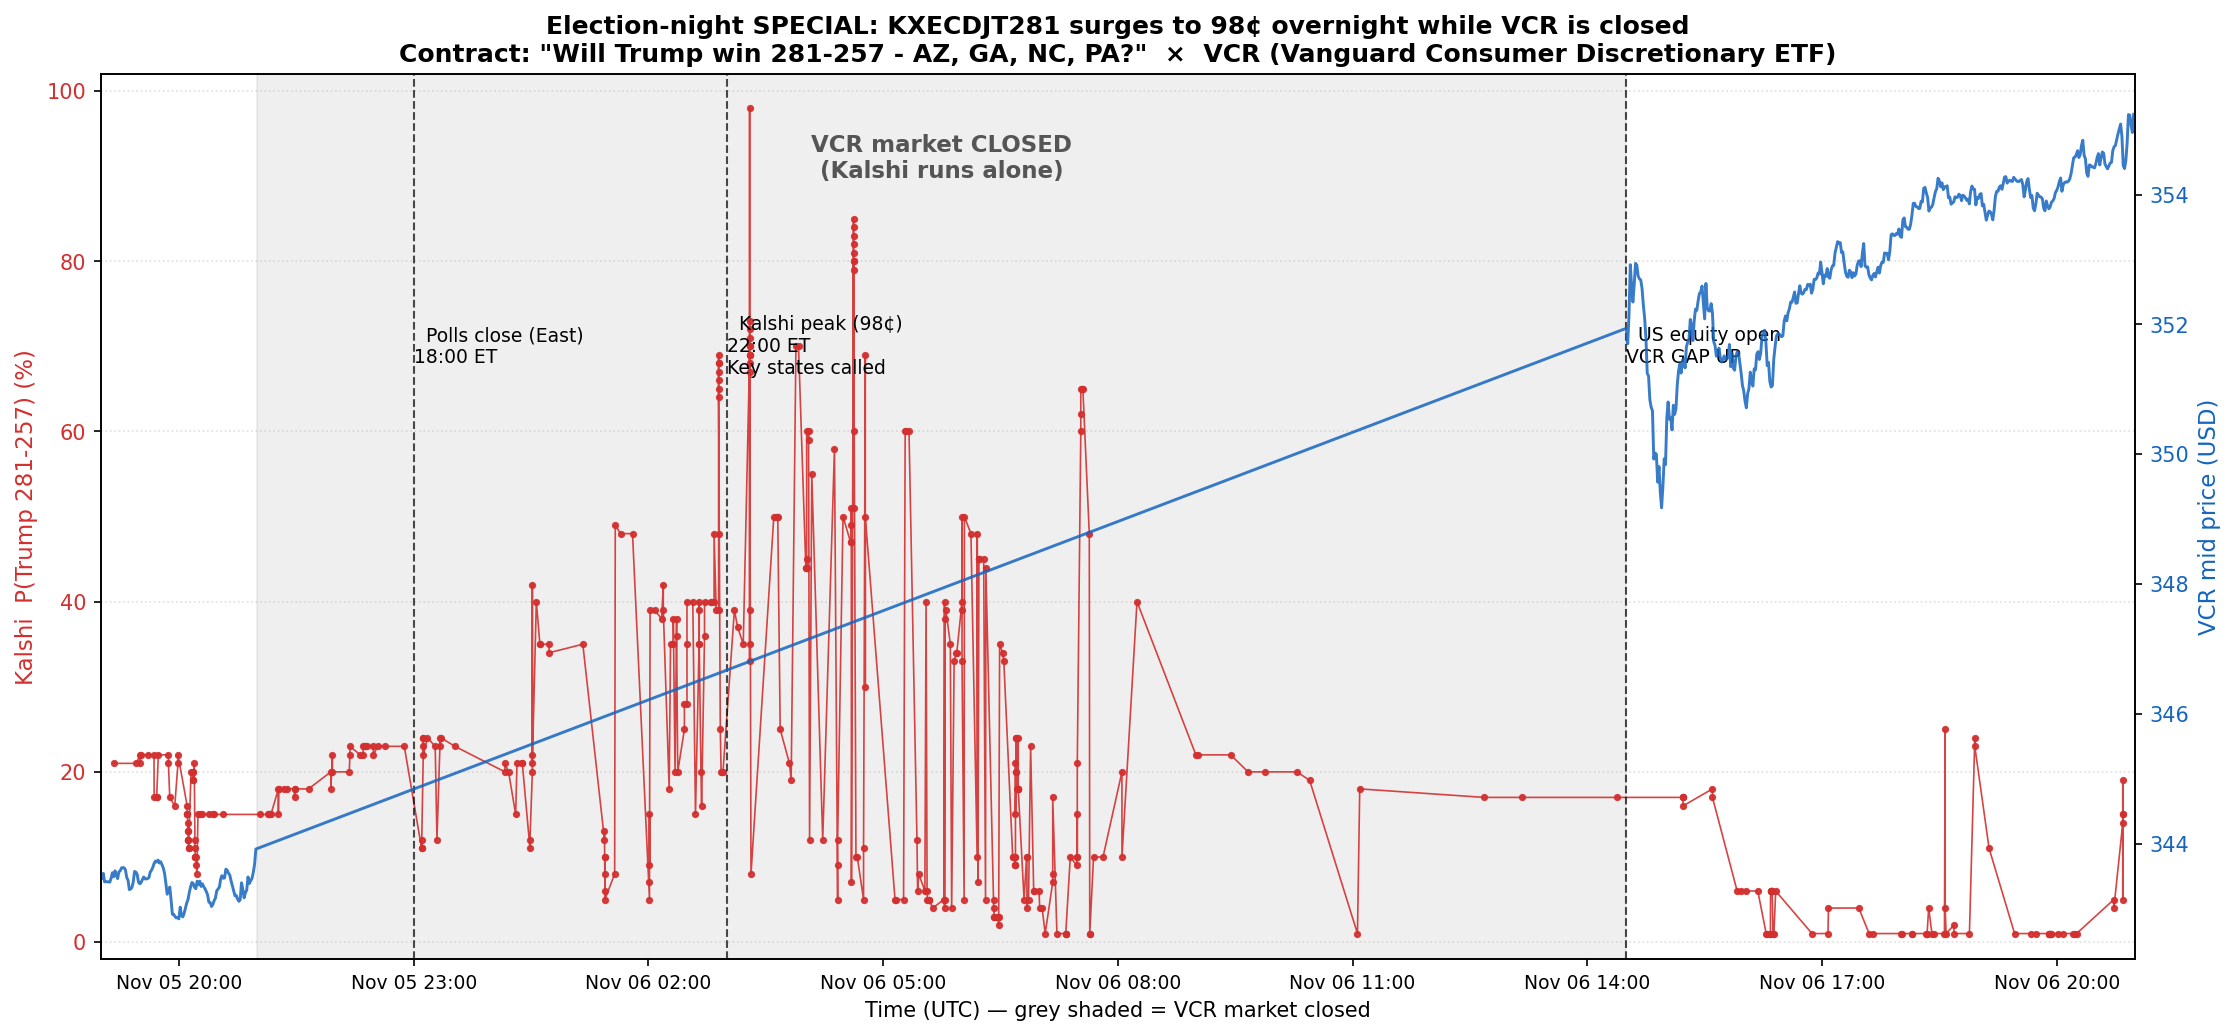 Election-night SPECIAL: KXECDJT281 surges to 98¢ overnight while VCR is closed
Contract: "Will Trump win 281-257 - AZ, GA, NC, PA?" × VCR (Vanguard Consumer Discretionary ETF)
100
80
60
40
20
0
Kalshi P(Trump 281-257) (%)
VCR market CLOSED
(Kalshi runs alone)
Polls close (East)
18:00 ET
Kalshi peak (98¢)
22:00 ET
Key states called
US equity open
VCR GAP UP
354
352
350
348
346
344
VCR mid price (USD)
Nov 05 20:00
Nov 05 23:00
Nov 06 02:00
Nov 06 05:00
Nov 06 08:00
Nov 06 11:00
Nov 06 14:00
Nov 06 17:00
Nov 06 20:00
Time (UTC) — grey shaded = VCR market closed